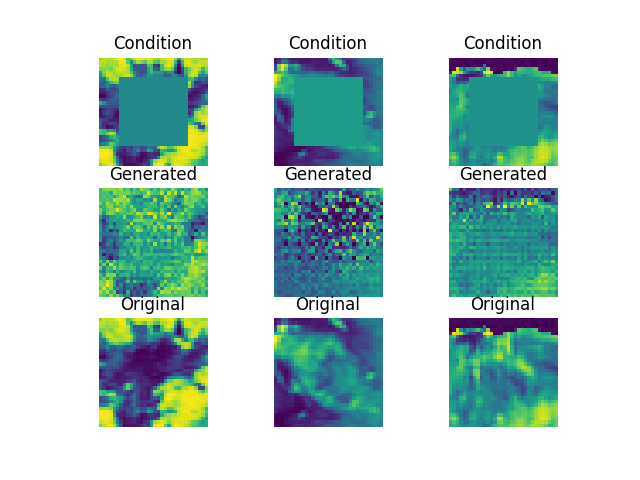 Condition Condition Condition
Generated Generated Generated
Original Original Original